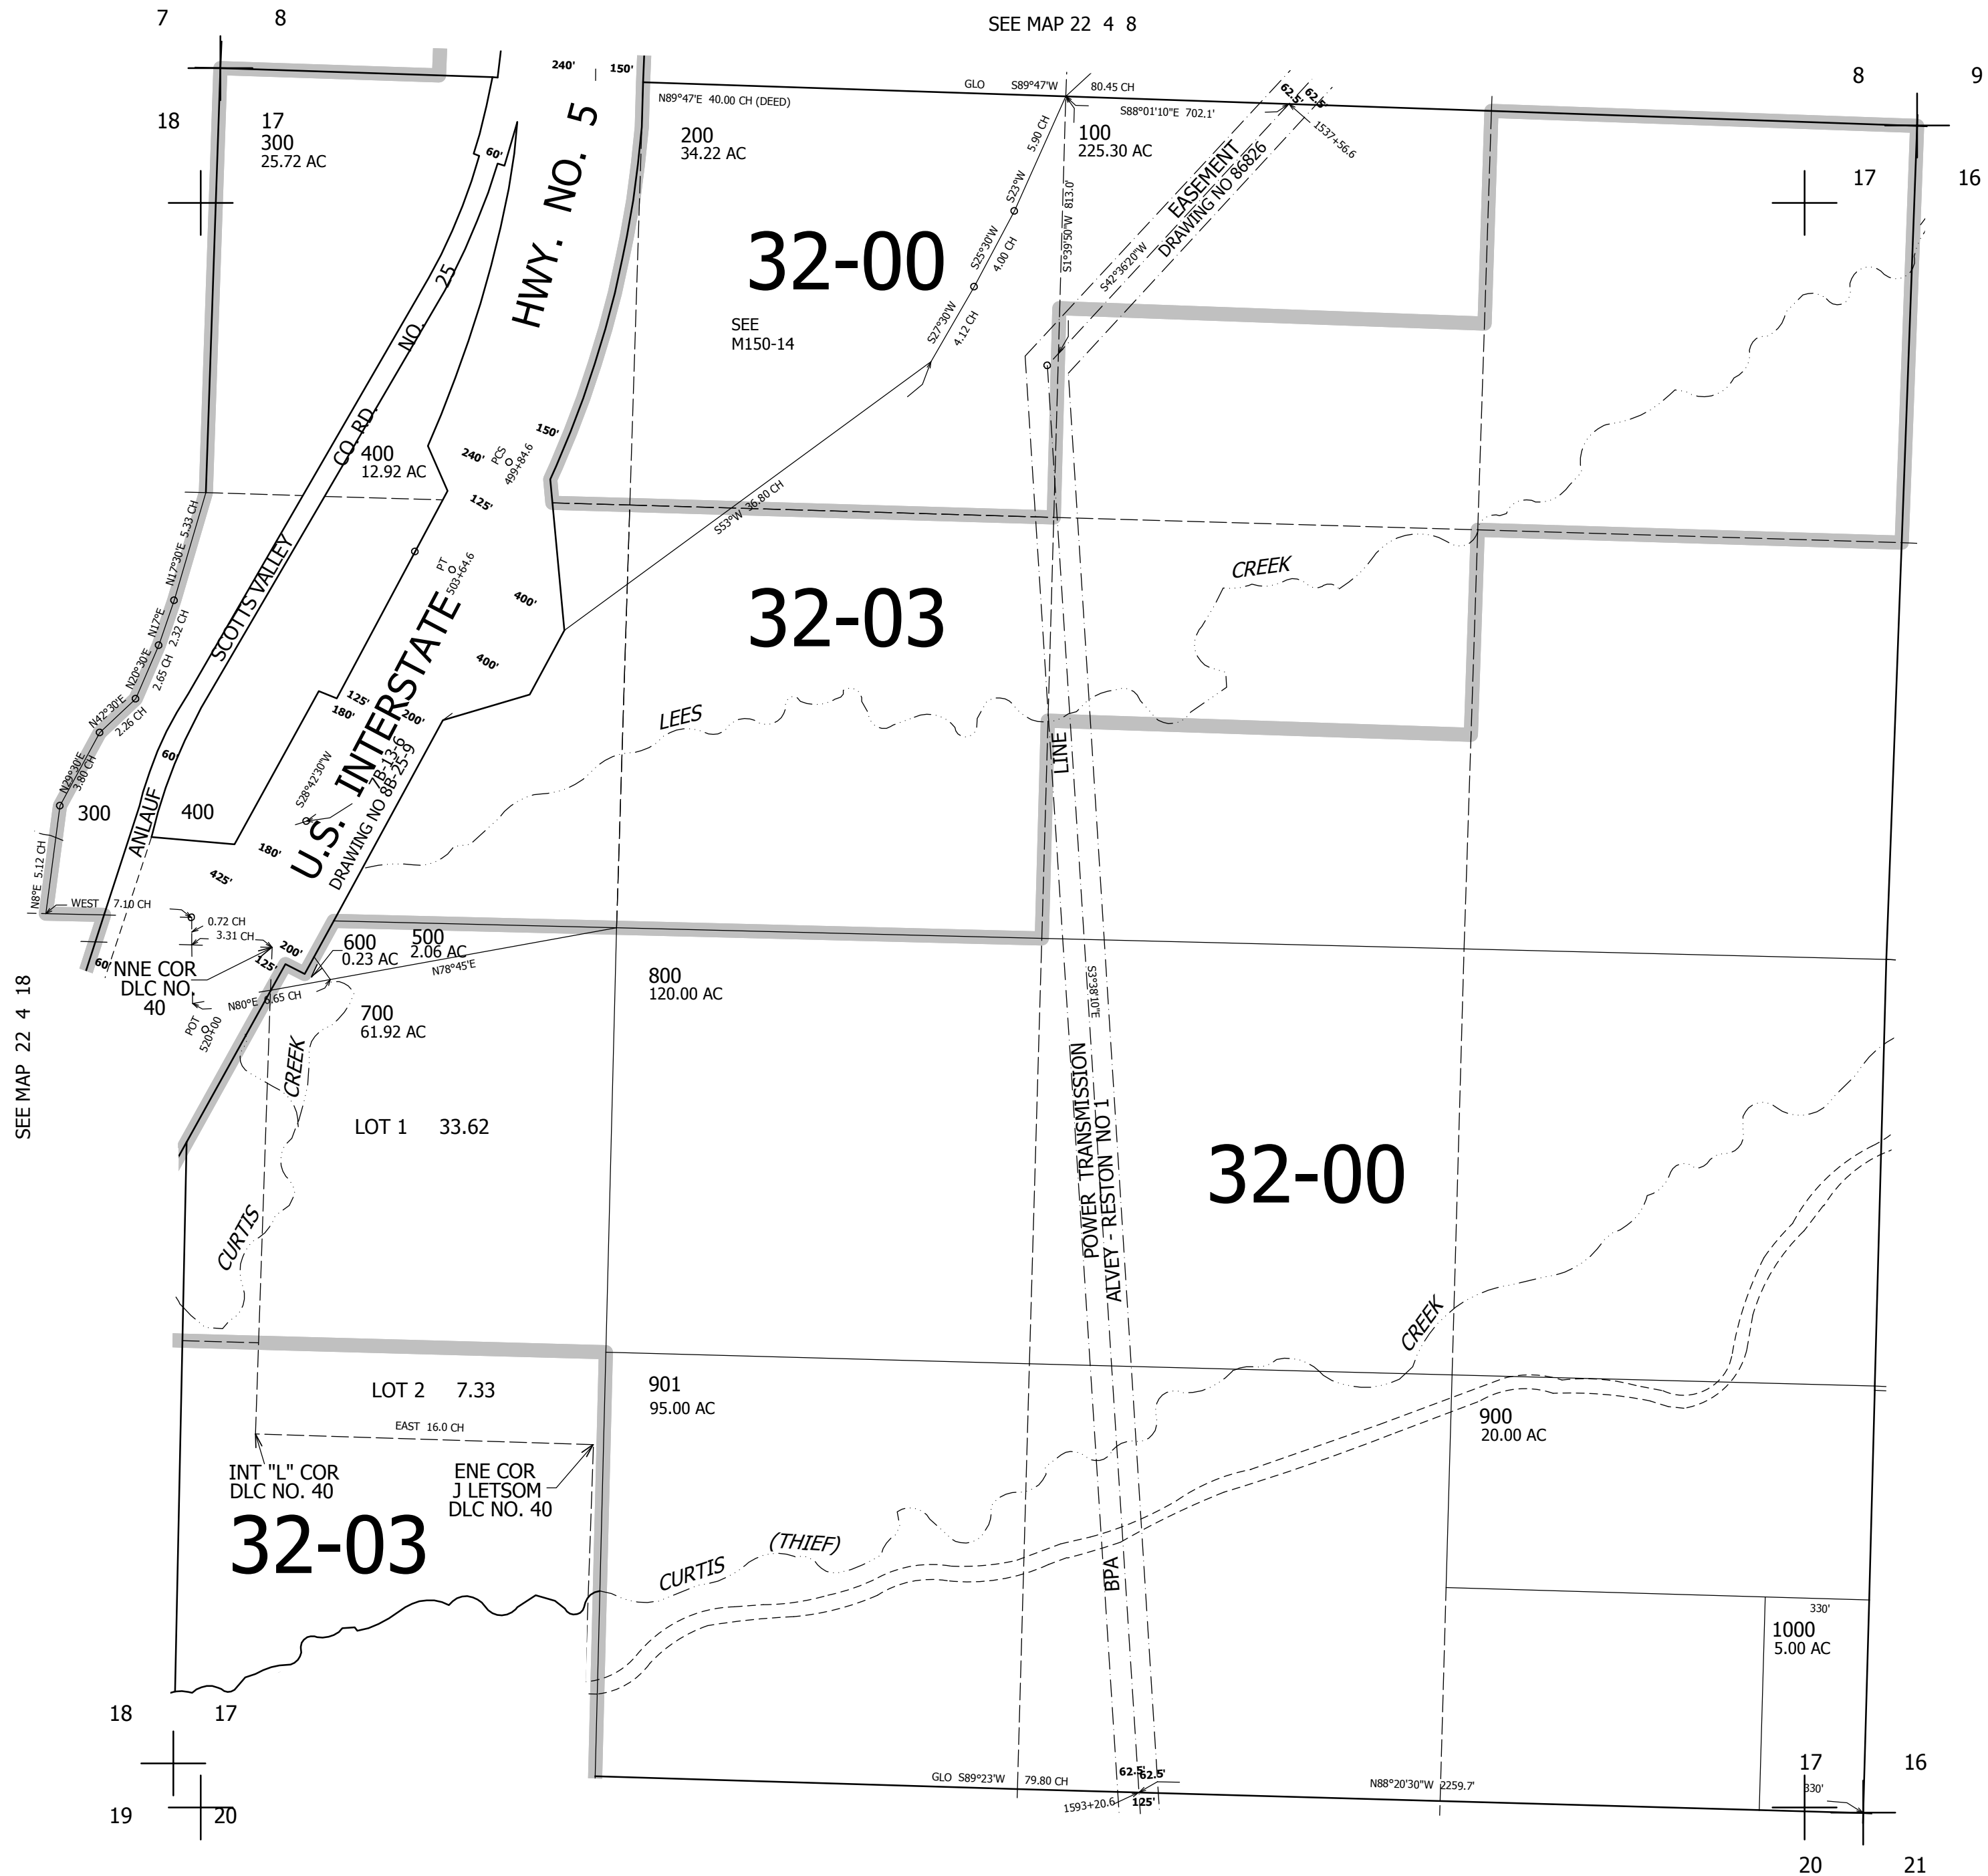 7
8
SEE MAP 22 4 8
8
9
18
17
300
25.72 AC
240'
150'
N89°47'E 40.00 CH (DEED)
GLO S89°47'W 80.45 CH
S88°01'10"E 702.1'
62.5'
62.5'
1537+56.6
17
16
200
34.22 AC
100
225.30 AC
60'
HWY. NO. 5
5.90 CH
S23°W
S25°30'W
4.00 CH
S27°30'W
4.12 CH
S1°39'50"W 813.0'
S42°36'20"W
EASEMENT
DRAWING NO 86826
32-00
SEE
M150-14
ANLAUF SCOTTS VALLEY CO. RD. NO. 25
400
12.92 AC
240'
150'
PCS
499+84.6
125'
S53°W 36.80 CH
N17°30'E 5.33 CH
N17°E
2.32 CH
N20°30'E
2.65 CH
N42°30'E
2.26 CH
N29°30'E
3.80 CH
N8°E 5.12 CH
PT
503+64.6
400'
400'
32-03
CREEK
LEES
125'
180'
200'
60'
S28°42'30"W
U.S. INTERSTATE
7B-13-6
DRAWING NO 8B-25-9
LINE
300
400
180'
425'
WEST 7.10 CH
0.72 CH
3.31 CH
200'
125'
60'
NNE COR
DLC NO.
40
600
0.23 AC
500
2.06 AC
N78°45'E
N80°E 6.65 CH
POT
520+00
700
61.92 AC
800
120.00 AC
S3°38'10"E
SEE MAP 22 4 18
CREEK
CURTIS
LOT 1 33.62
POWER TRANSMISSION
ALVEY - RESTON NO 1
32-00
CREEK
LOT 2 7.33
EAST 16.0 CH
901
95.00 AC
900
20.00 AC
INT "L" COR
DLC NO. 40
ENE COR
J LETSOM
DLC NO. 40
32-03
CURTIS
(THIEF)
BPA
330'
1000
5.00 AC
18
17
GLO S89°23'W 79.80 CH
62.5'
62.5'
1593+20.6
125'
N88°20'30"W 2259.7'
17
16
330'
19
20
20
21